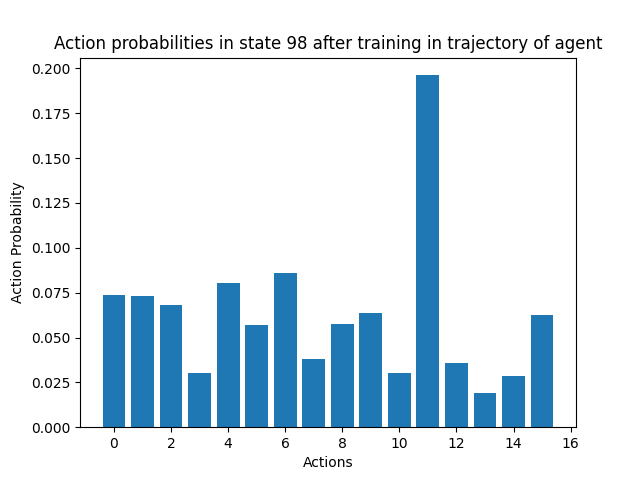 Action probabilities in state 98 after training in trajectory of agent
0.200
0.175
0.150
0.125
0.100
0.075
0.050
0.025
0.000
Action Probability
0 2 4 6 8 10 12 14 16
Actions